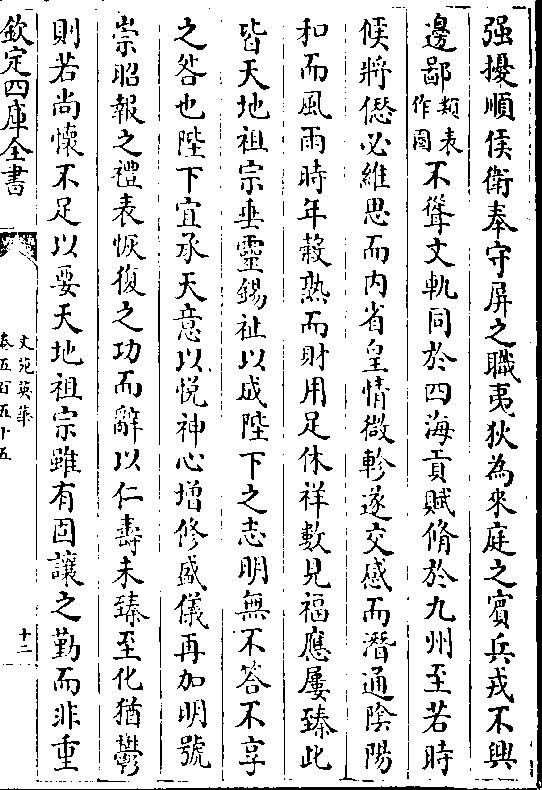 强擾順侯衛奉守屏之職夷狄為來庭之賓兵戎不興
邊鄙類表作圄不聳文軌同於四海貢賦脩於九州至若時
候將僽必維思而内省皇情微軫遂交感而潛通陰陽
和而風雨時年穀熟而財用足休祥數見福應屢臻此
皆天地祖宗垂靈錫祉以成陛下之志明無不答不享
之咎也陛下宜承天意以悦神心增修盛儀再加明號
崇昭報之禮表恢復之功而辭以仁壽未臻至化猶鬱
則若尚懷不足以要天地祖宗雖有固讓之勤而非重
欽定四庫全書
文苑英華
卷五百五十五
十二